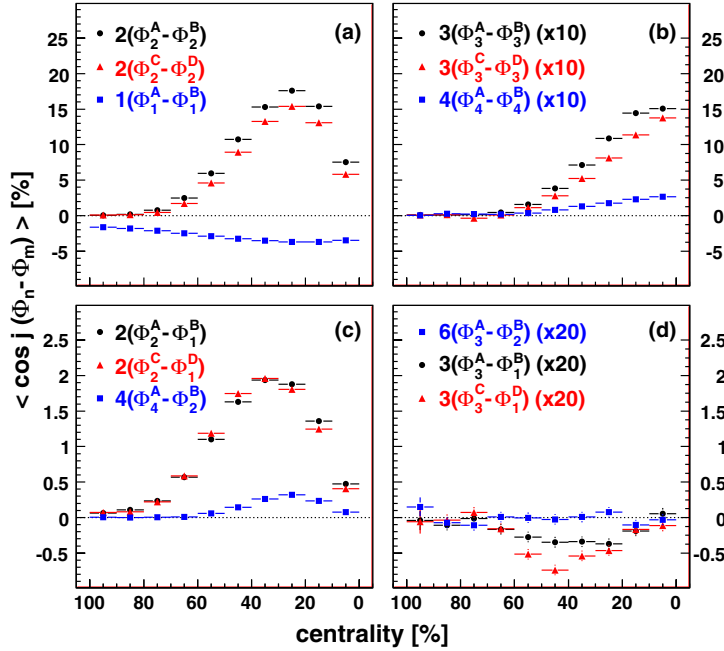 (a)
2(Φ₂ᴬ-Φ₂ᴮ)
2(Φ₂ᶜ-Φ₂ᴰ)
1(Φ₁ᴬ-Φ₁ᴮ)
25
20
15
10
5
0
-5
(b)
3(Φ₃ᴬ-Φ₃ᴮ) (x10)
3(Φ₃ᶜ-Φ₃ᴰ) (x10)
4(Φ₄ᴬ-Φ₄ᴮ) (x10)
25
20
15
10
5
0
-5
< cos j (Φₙ-Φₘ) > [%]
(c)
2(Φ₂ᴬ-Φ₁ᴮ)
2(Φ₂ᶜ-Φ₁ᴰ)
4(Φ₄ᴬ-Φ₂ᴮ)
2.5
2
1.5
1
0.5
0
-0.5
100 80 60 40 20 0
(d)
6(Φ₃ᴬ-Φ₂ᴮ) (x20)
3(Φ₃ᴬ-Φ₁ᴮ) (x20)
3(Φ₃ᶜ-Φ₁ᴰ) (x20)
2.5
2
1.5
1
0.5
0
-0.5
100 80 60 40 20 0
centrality [%]